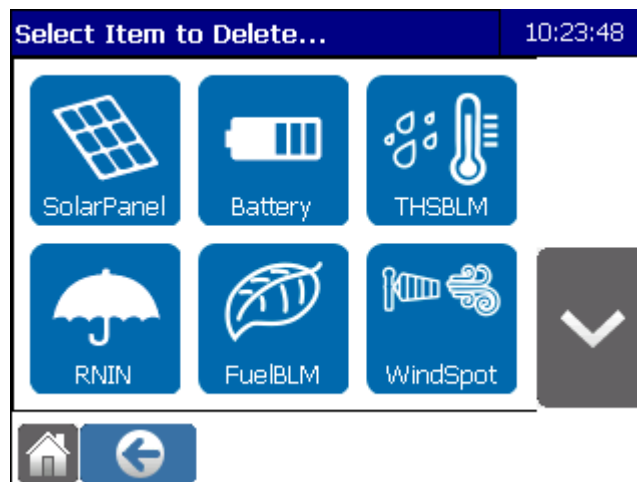 Select Item to Delete... 10:23:48
SolarPanel Battery THSBLM
RNIN FuelBLM WindSpot